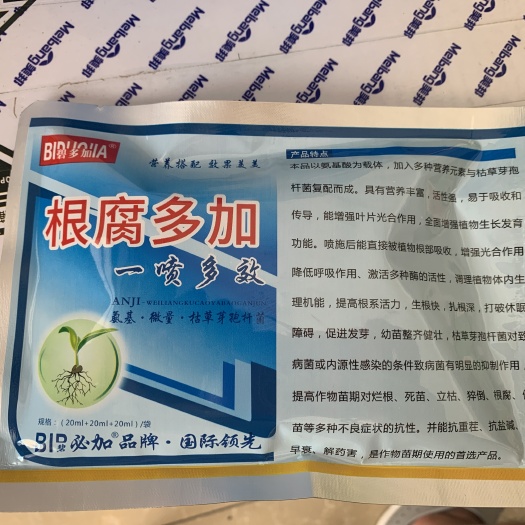 Meibang美邦
BIDUOJIA®
碧多加
营养搭配 效果更美
根腐多加
一喷多效
氨基·微量·枯草芽孢杆菌
规格：(20ml+20ml+20ml)/袋
必加®品牌·国际领先
产品特点
本品以氨基酸为载体，加入多种营养元素与枯草芽孢
杆菌复配而成。具有营养丰富，活性强，易于吸收和
传导，能增强叶片光合作用，全面增强植物生长发育
功能。喷施后能直接被植物根部吸收，增强光合作用
降低呼吸作用、激活多种酶的活性，调理植物体内生
理机能，提高根系活力，生根快，扎根深，打破休眠
障碍，促进发芽，幼苗整齐健壮，枯草芽孢杆菌对致
病菌或内源性感染的条件致病菌有明显的抑制作用，
提高作物苗期对烂根、死苗、立枯、猝倒、根腐、
苗等多种不良症状的抗性。并能抗重茬、抗盐碱、
早衰、解药害，是作物苗期使用的首选产品。